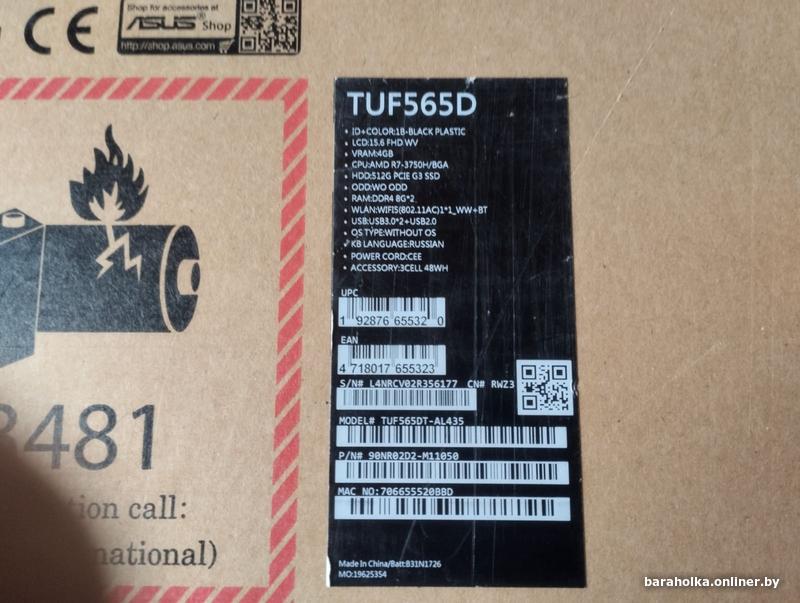 CE
Shop for accessories at
ASUS® Shop
http://shop.asus.com
TUF565D
• ID+COLOR:1B-BLACK PLASTIC
• LCD:15.6 FHD WV
• VRAM:4GB
• CPU:AMD R7-3750H/BGA
• HDD:512G PCIE G3 SSD
• ODD:WO ODD
• RAM:DDR4 8G*2
• WLAN:WIFI5(802.11AC)1*1_WW+BT
• USB:USB3.0*2+USB2.0
• OS TYPE:WITHOUT OS
• KB LANGUAGE:RUSSIAN
• POWER CORD:CEE
• ACCESSORY:3CELL 48WH
UPC
1 92876 65532 0
EAN
4 718017 655323
S/N# L4NRCV02R356177 CN# RWZ3
MODEL# TUF565DT-AL435
P/N# 90NR02D2-M11050
MAC NO:706655520BBD
Made In China/Batt:B31N1726
MO:19625354
481
call:
baraholka.onliner.by